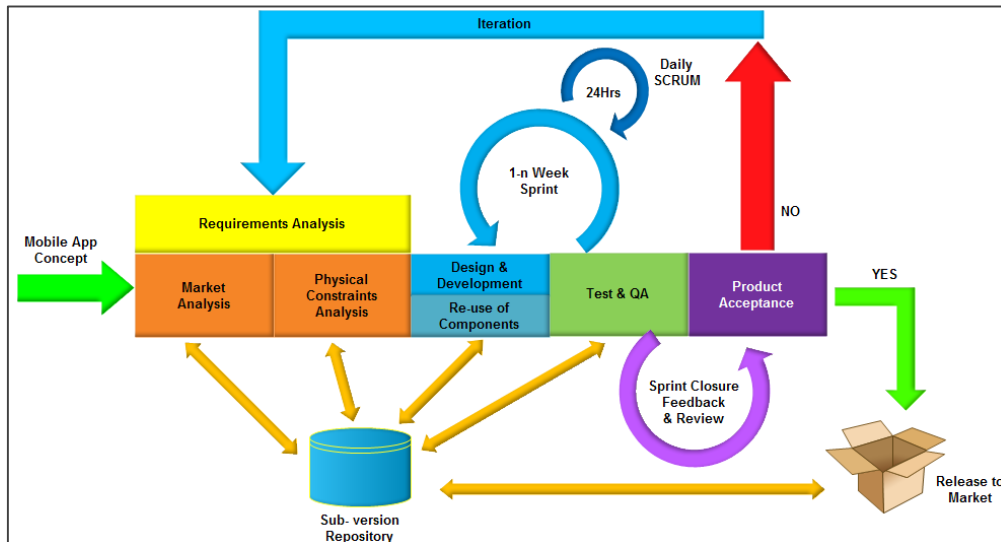 Iteration
Daily
SCRUM
24Hrs
1-n Week
Sprint
Requirements Analysis
NO
Mobile App
Concept
Market
Analysis
Physical
Constraints
Analysis
Design &
Development
Re-use of
Components
Test & QA
Product
Acceptance
YES
Sprint Closure
Feedback
& Review
Sub- version
Repository
Release to
Market